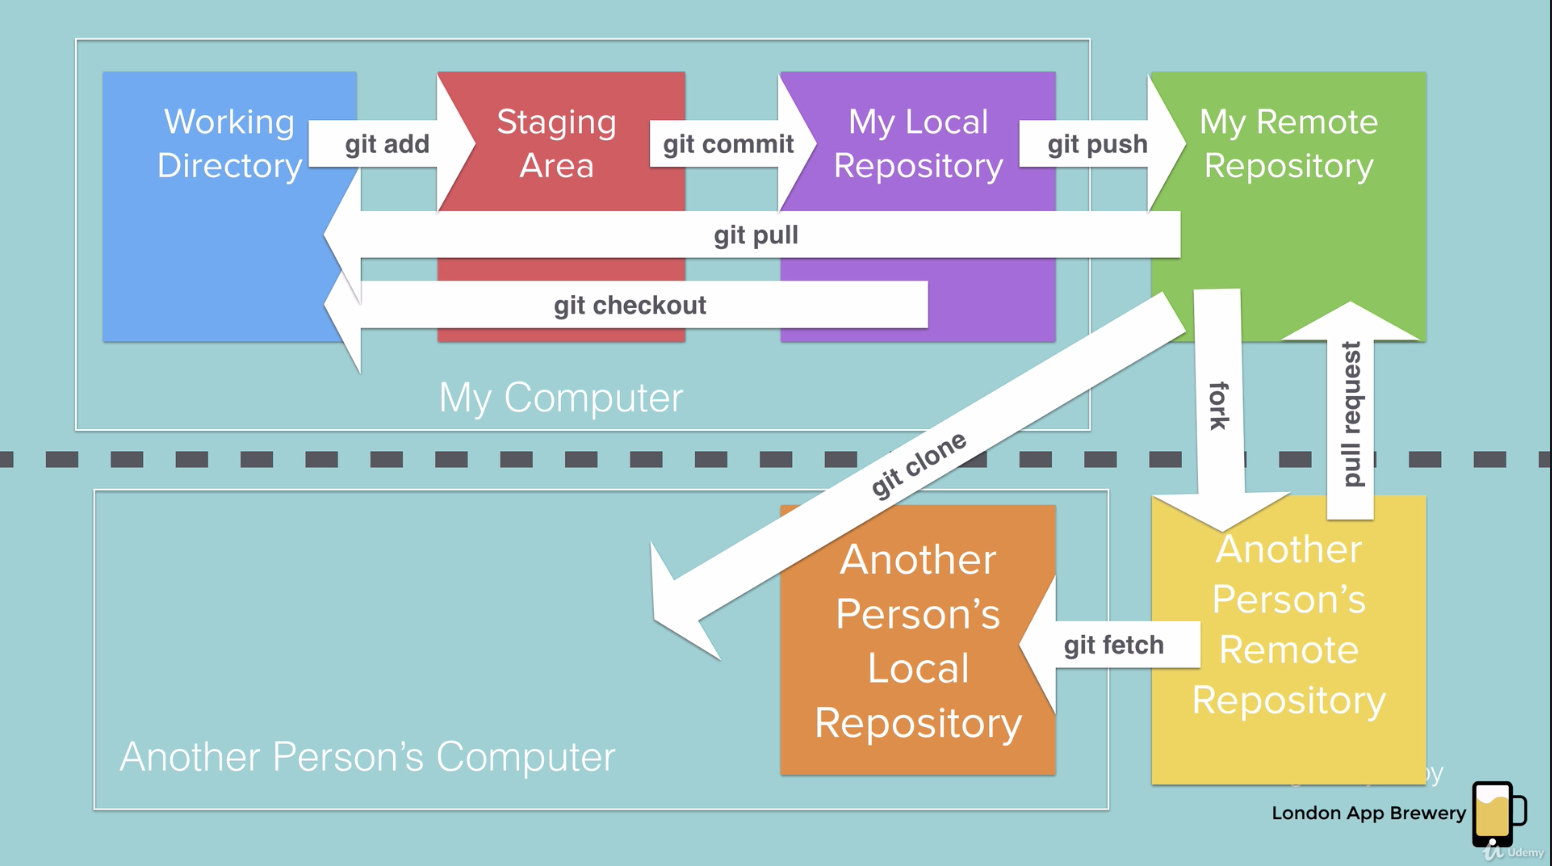 Working
Directory
git add
Staging
Area
git commit
My Local
Repository
git push
My Remote
Repository
git pull
git checkout
My Computer
git clone
fork
pull request
Another
Person’s
Local
Repository
git fetch
Another
Person’s
Remote
Repository
Another Person’s Computer
London App Brewery
Udemy